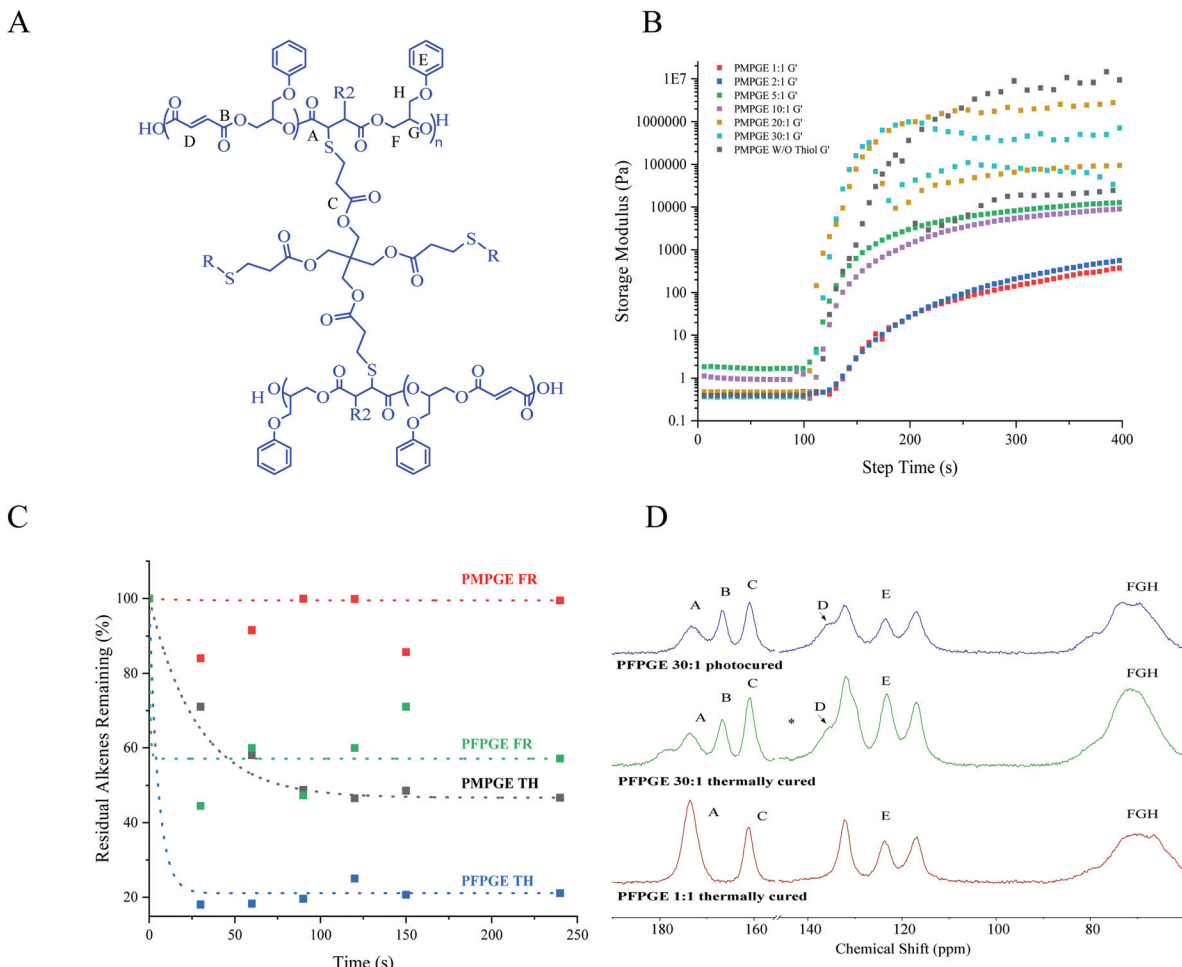 A
E
R2
H
O
O
O
O
O
O
HO
D
B
O
O
A
O
F
G
O
H
n
S
C
O
O
O
R
S
O
O
O
O
S
R
O
O
S
H
O
O
O
R2
O
O
O
O
O
OH
O
O
B
PMPGE 1:1 G'
PMPGE 2:1 G'
PMPGE 5:1 G'
PMPGE 10:1 G'
PMPGE 20:1 G'
PMPGE 30:1 G'
PMPGE W/O Thiol G'
Storage Modulus (Pa)
1E7
1000000
100000
10000
1000
100
10
1
0.1
0
100
200
300
400
Step Time (s)
C
Residual Alkenes Remaining (%)
100
80
60
40
20
PMPGE FR
PFPGE FR
PMPGE TH
PFPGE TH
0
50
100
150
200
250
Time (s)
D
A
B
C
D
E
FGH
PFPGE 30:1 photocured
A
B
C
*
D
E
FGH
PFPGE 30:1 thermally cured
A
C
E
FGH
PFPGE 1:1 thermally cured
180
160
140
120
100
80
Chemical Shift (ppm)